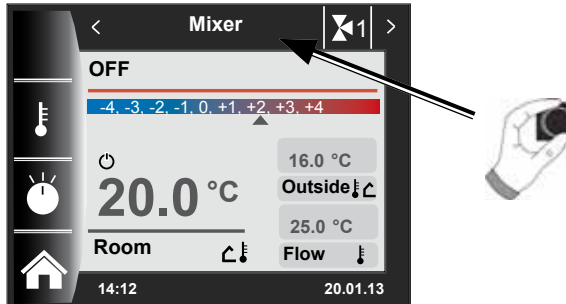 < Mixer 1 >
OFF
-4, -3, -2, -1, 0, +1, +2, +3, +4
16.0 °C
Outside
20.0 °C
25.0 °C
Room
Flow
14:12 20.01.13